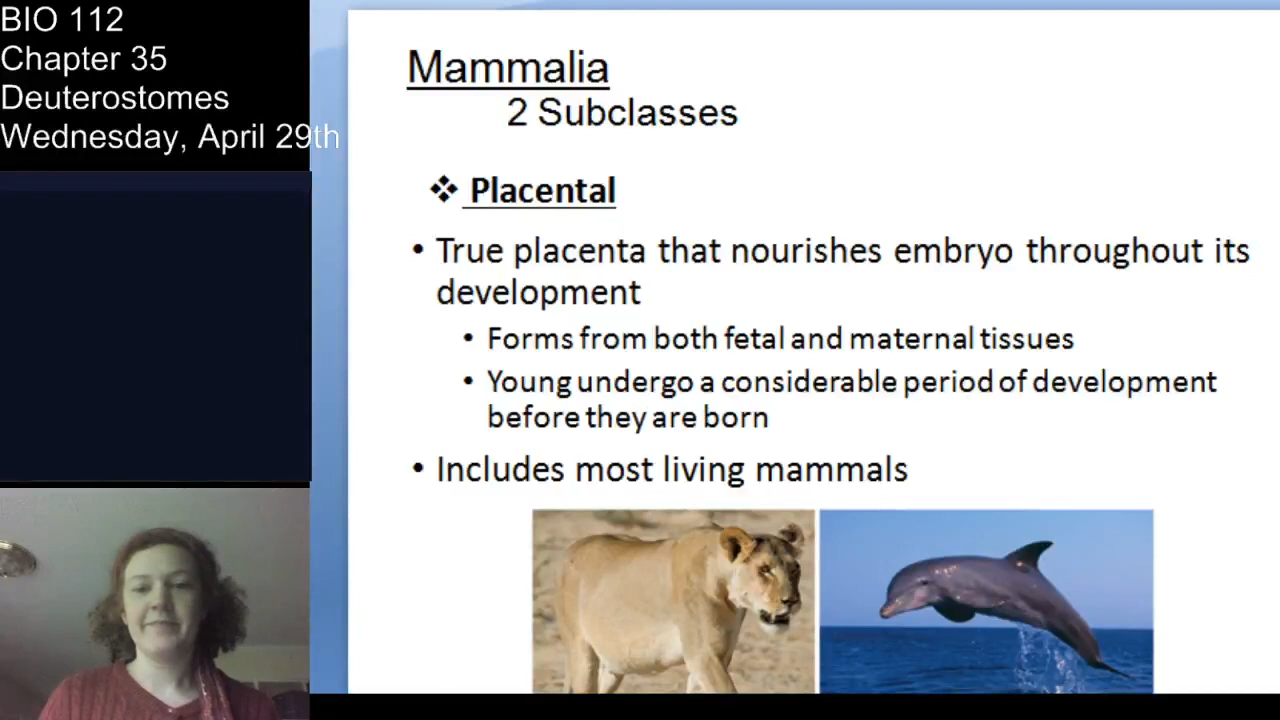 BIO 112
Chapter 35
Deuterostomes
Wednesday, April 29th
Mammalia
2 Subclasses
❖ Placental
• True placenta that nourishes embryo throughout its
development
• Forms from both fetal and maternal tissues
• Young undergo a considerable period of development
before they are born
• Includes most living mammals